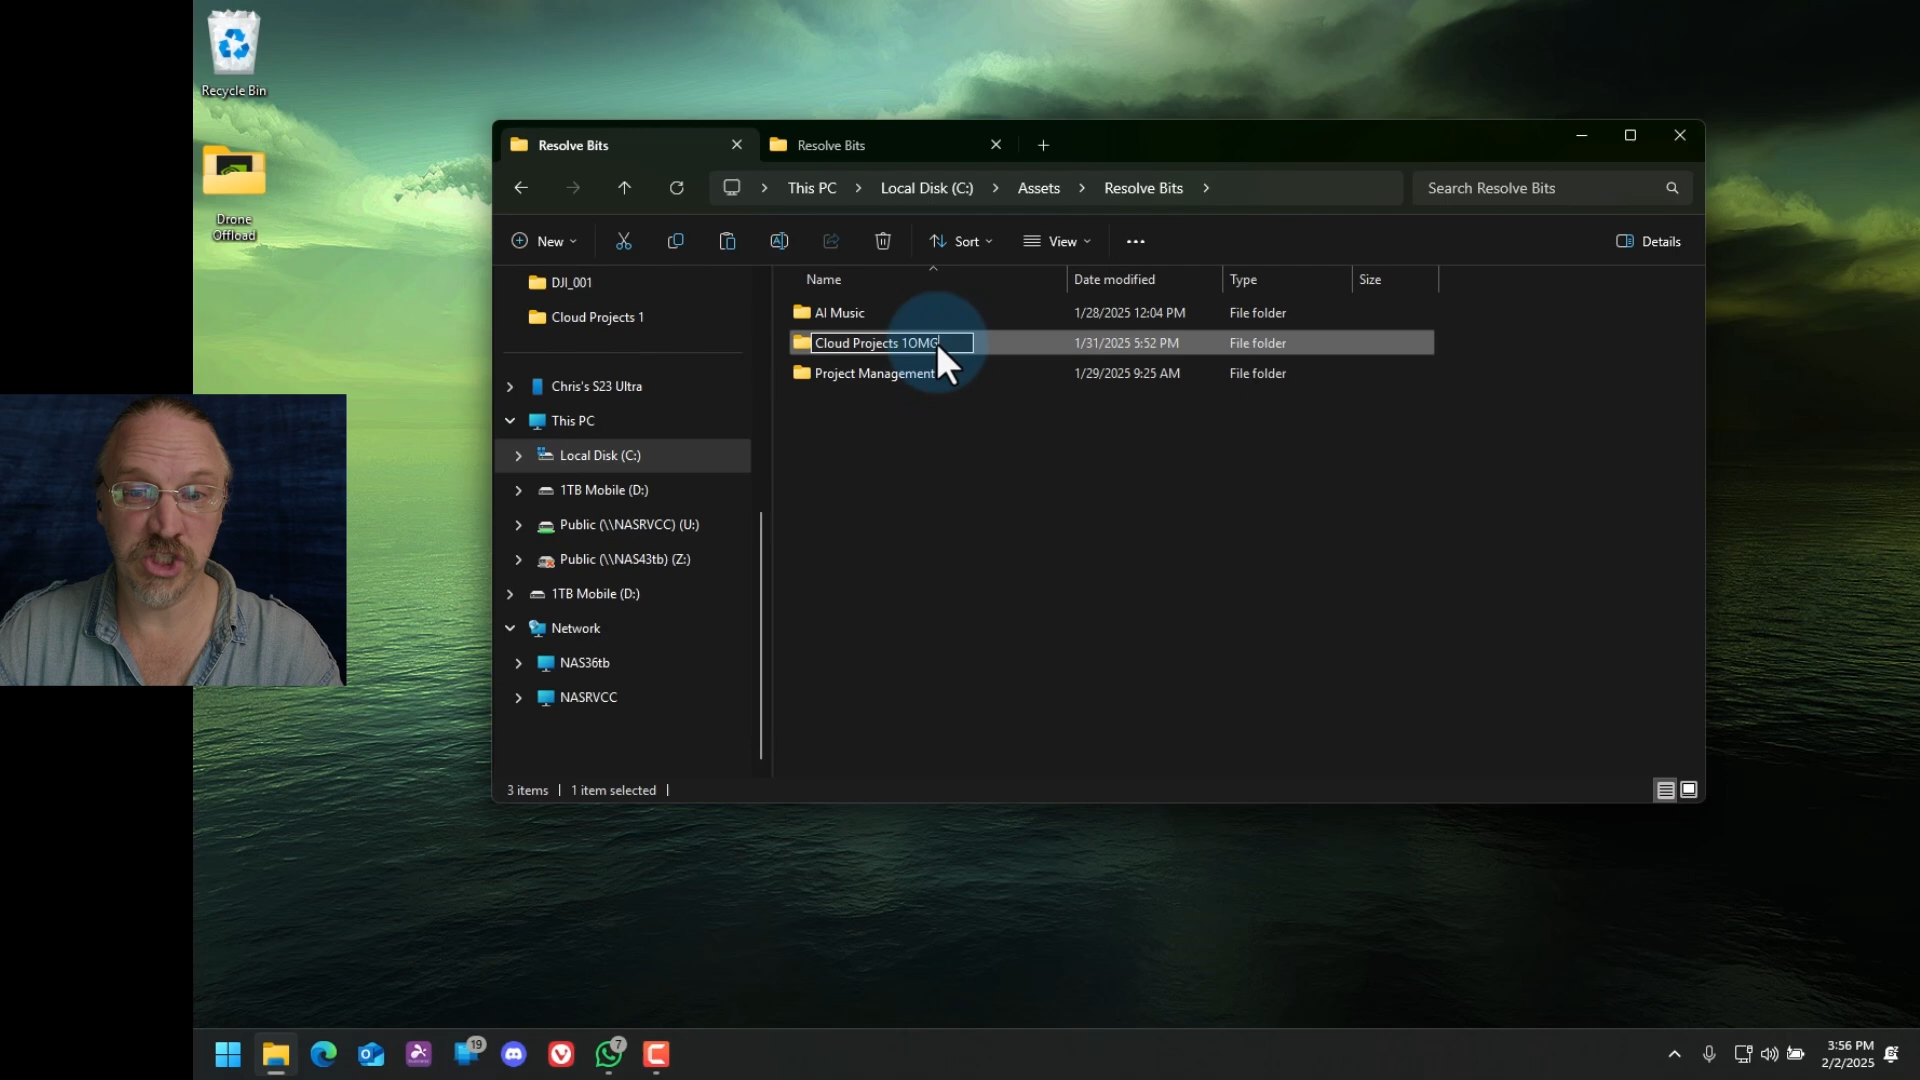 Recycle Bin
Drone
Offload
Resolve Bits
Resolve Bits
This PC
Local Disk (C:)
Assets
Resolve Bits
Search Resolve Bits
New
Sort
View
Details
DJI_001
Cloud Projects 1
Chris's S23 Ultra
This PC
Local Disk (C:)
1TB Mobile (D:)
Public (\\NASRVCC) (U:)
Public (\\NAS43tb) (Z:)
1TB Mobile (D:)
Network
NAS36tb
NASRVCC
Name Date modified Type Size
AI Music 1/28/2025 12:04 PM File folder
Cloud Projects 1OMG 1/31/2025 5:52 PM File folder
Project Management 1/29/2025 9:25 AM File folder
3 items 1 item selected
19
7
3:56 PM
2/2/2025